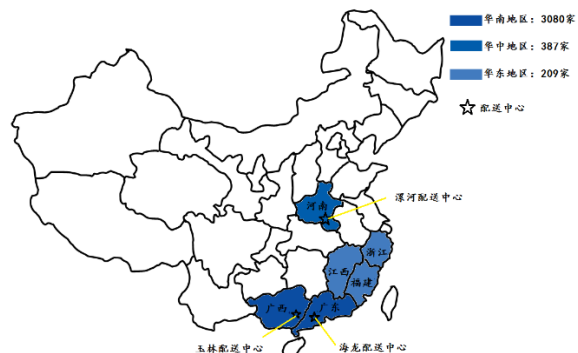 华南地区：3080家
华中地区：387家
华东地区：209家
配送中心
漯河配送中心
河南
浙江
江西
福建
广西
广东
玉林配送中心
海龙配送中心